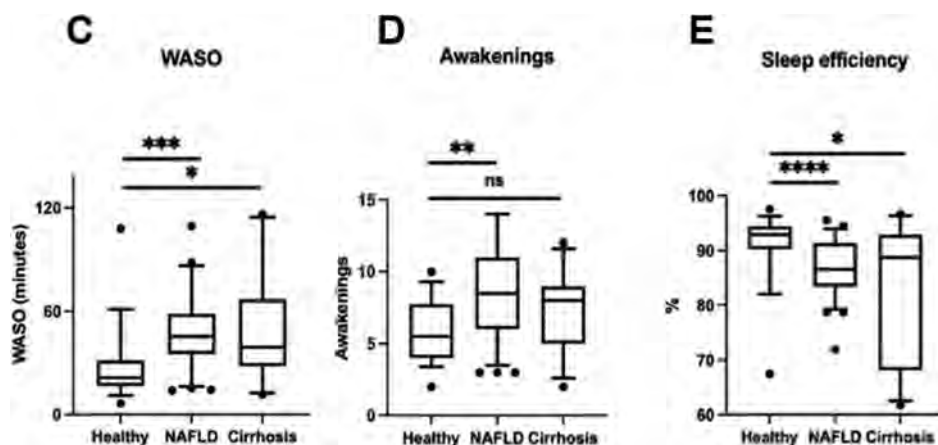 C
WASO
***
*
WASO (minutes)
120
60
0
Healthy NAFLD Cirrhosis
D
Awakenings
**
ns
Awakenings
15
10
5
0
Healthy NAFLD Cirrhosis
E
Sleep efficiency
*
****
%
100
90
80
70
60
Healthy NAFLD Cirrhosis